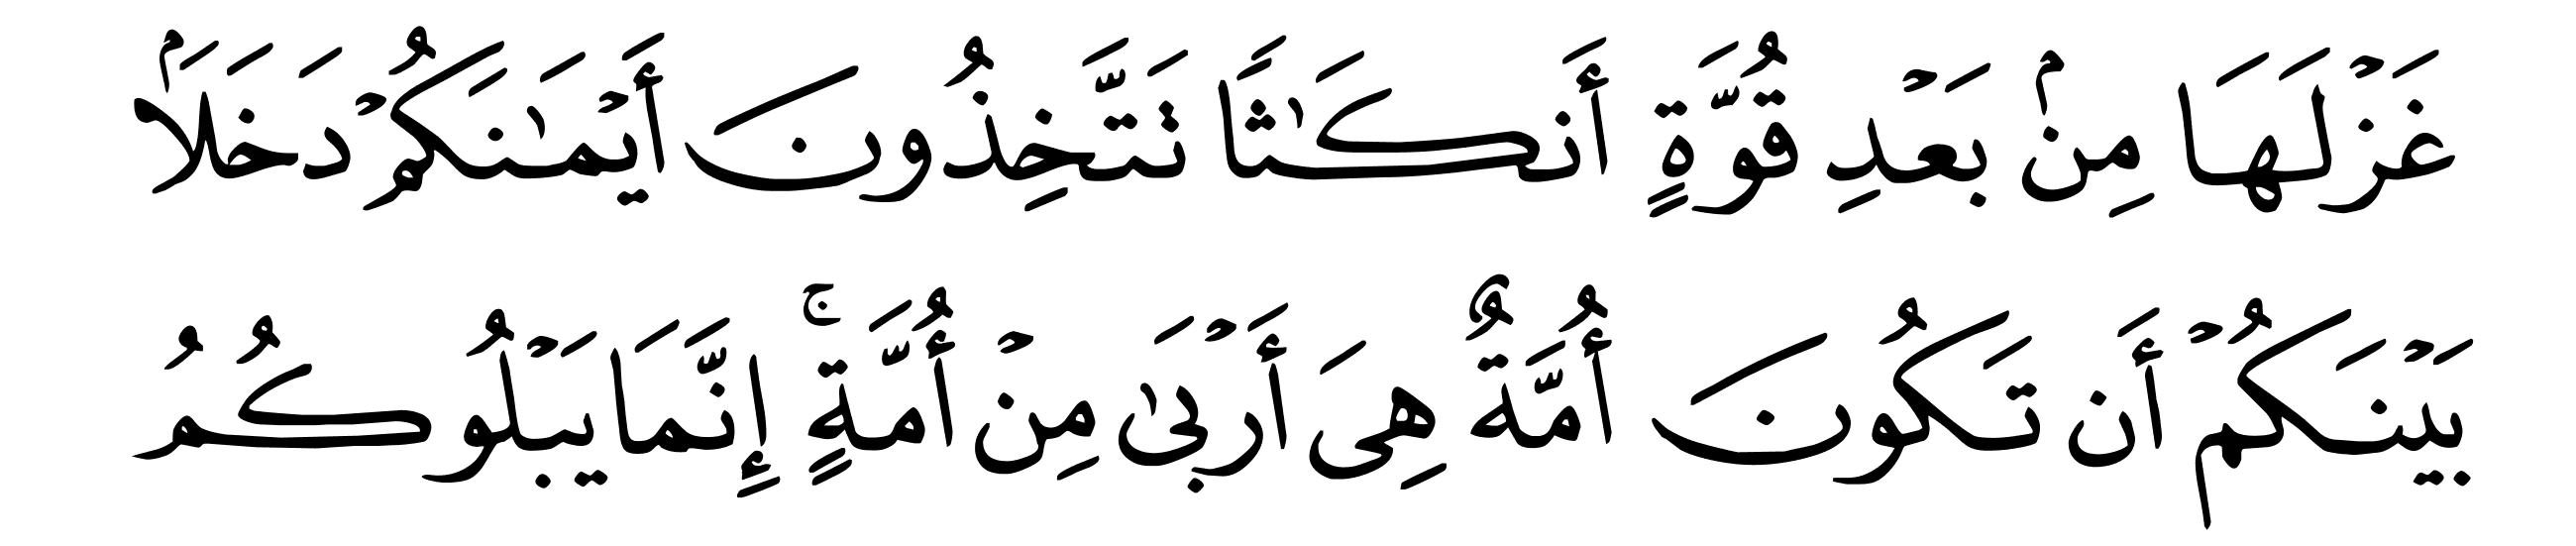 غَزْلَهَا مِنۢ بَعْدِ قُوَّةٍ أَنكَـٰثًا تَتَّخِذُونَ أَيْمَـٰنَكُمْ دَخَلَاۢ
بَيْنَكُمْ أَن تَكُونَ أُمَّةٌ هِىَ أَرْبَىٰ مِنْ أُمَّةٍ ۚ إِنَّمَا يَبْلُوكُمُ